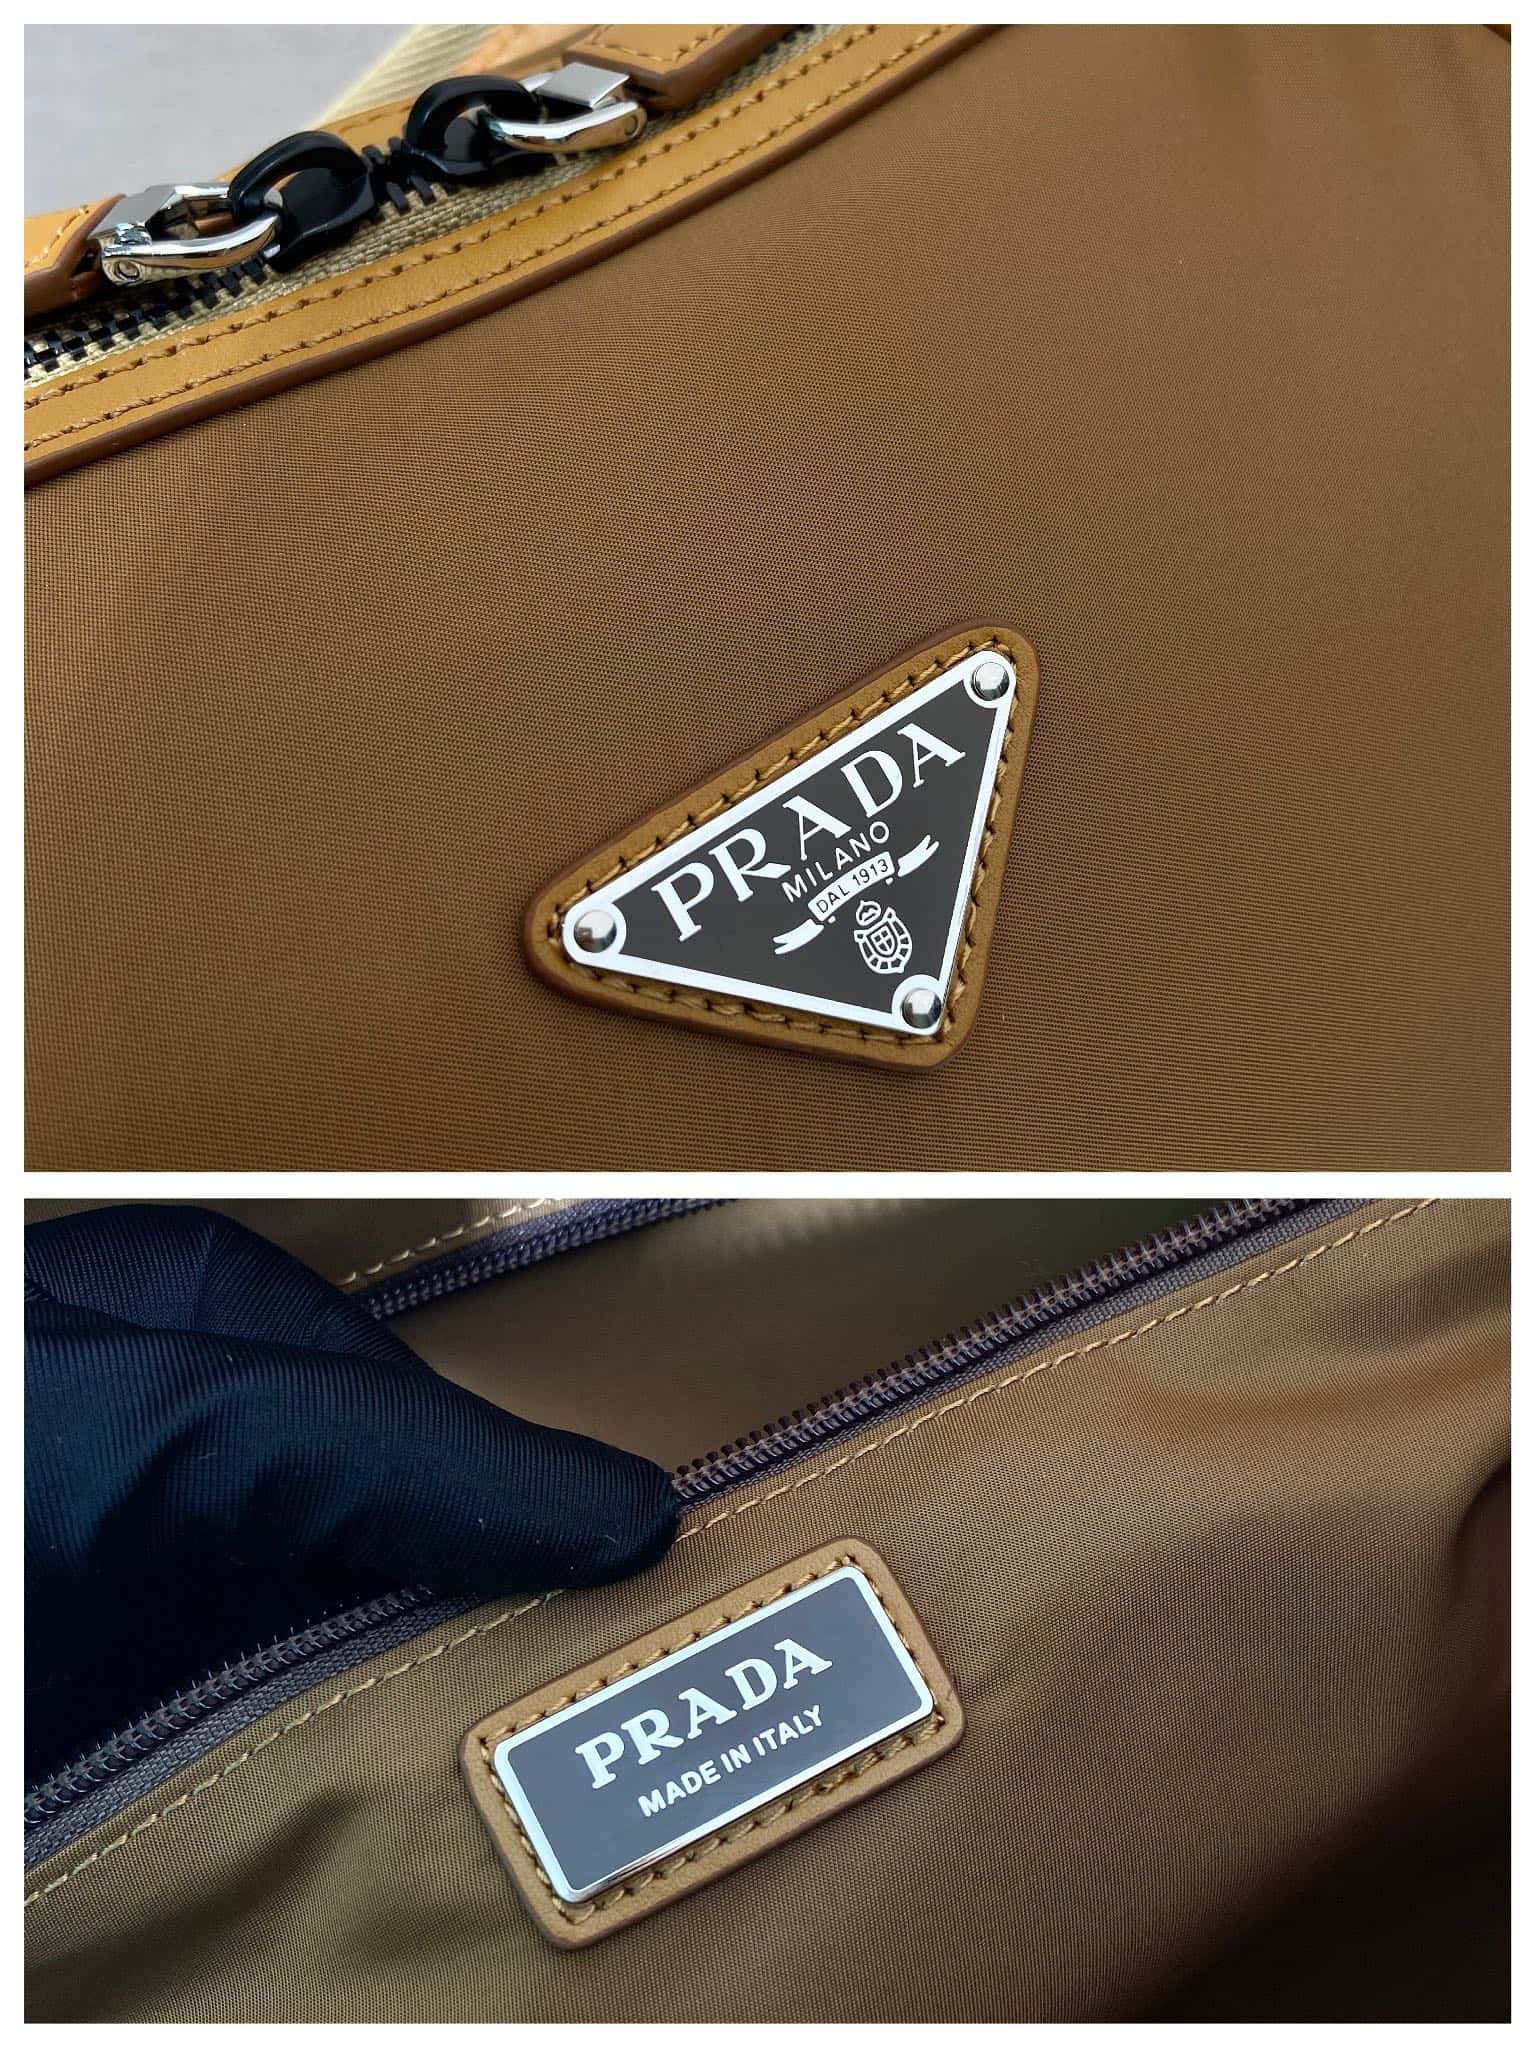 PRADA
MILANO
DAL 1913
PRADA
MADE IN ITALY